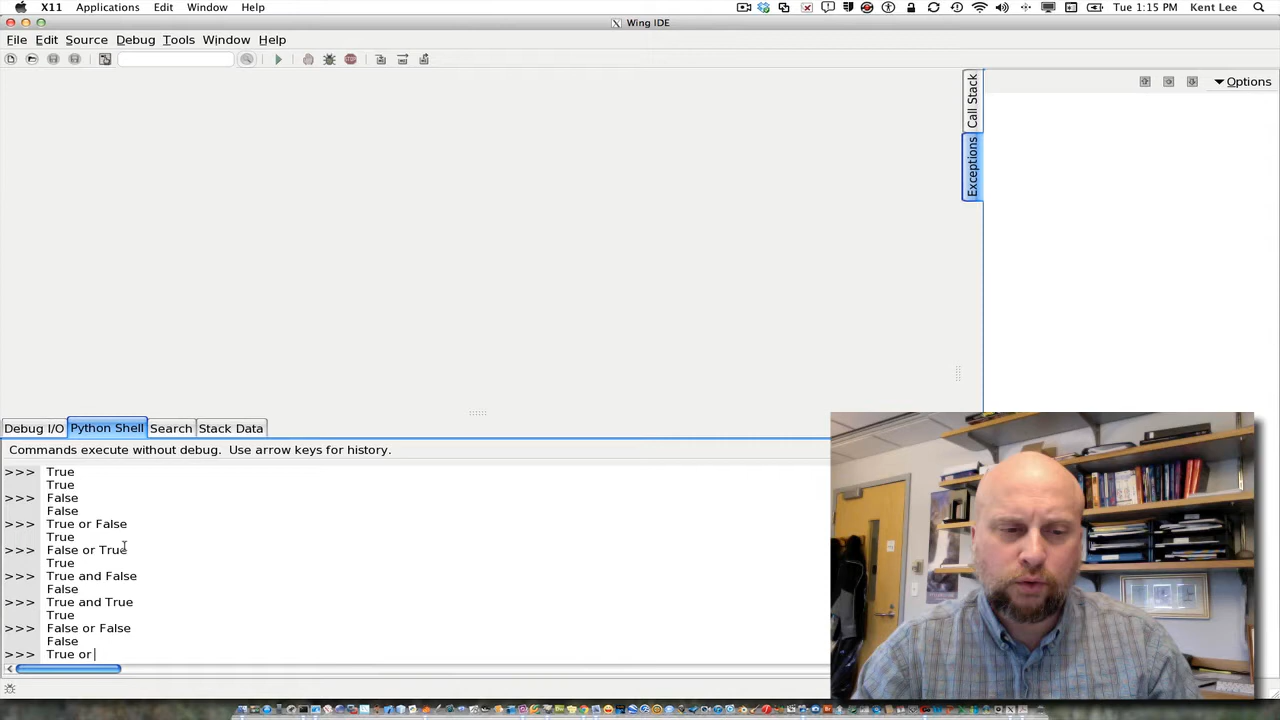 X11 Applications Edit Window Help Tue 1:15 PM Kent Lee
Wing IDE
File Edit Source Debug Tools Window Help
Options
Call Stack
Exceptions
Debug I/O Python Shell Search Stack Data
Commands execute without debug. Use arrow keys for history.
>>> True
True
>>> False
False
>>> True or False
True
>>> False or True
True
>>> True and False
False
>>> True and True
True
>>> False or False
False
>>> True or